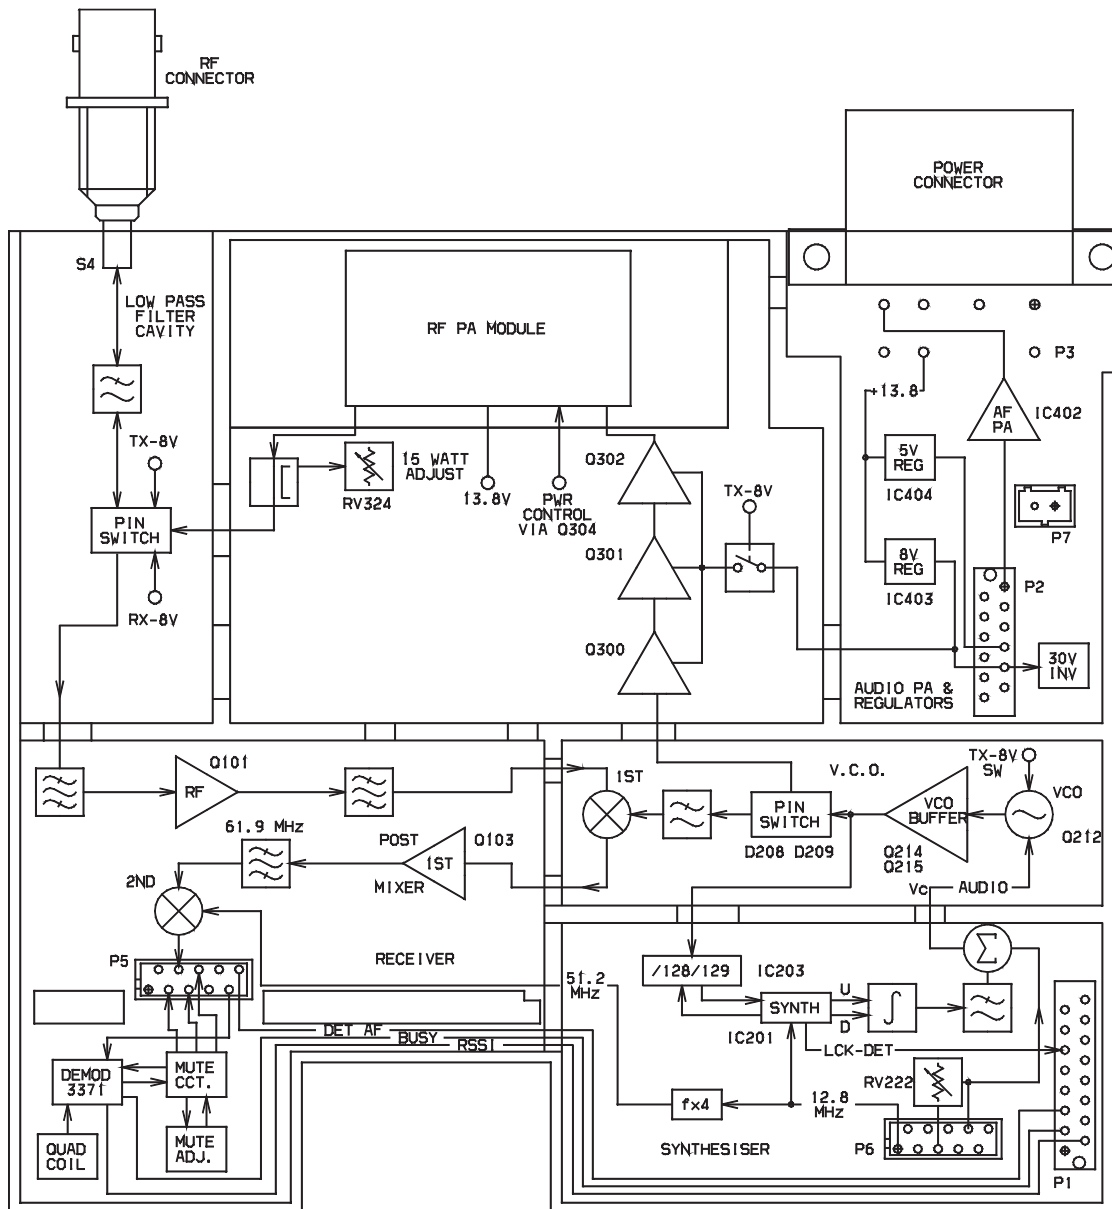 RF
CONNECTOR
POWER
CONNECTOR
S4
LOW PASS
FILTER
CAVITY
RF PA MODULE
P3
+13.8
AF
PA
IC402
TX-8V
15 WATT
ADJUST
RV324
13.8V
PWR
CONTROL
VIA Q304
Q302
TX-8V
5V
REG
IC404
P7
PIN
SWITCH
Q301
8V
REG
IC403
P2
RX-8V
Q300
30V
INV
AUDIO PA &
REGULATORS
Q101
RF
1ST
V.C.O.
TX-8V
SW
VCO
PIN
SWITCH
VCO
BUFFER
Q212
61.9 MHz
POST
1ST
MIXER
Q103
D208 D209
Q214
Q215
2ND
Vc
AUDIO
P5
RECEIVER
51.2
MHz
/128/129
IC203
Σ
SYNTH
U
D
∫
IC201
DET AF
BUSY
RSSI
LCK-DET
DEMOD
3371
MUTE
CCT.
RV222
fx4
12.8
MHz
QUAD
COIL
MUTE
ADJ.
SYNTHESISER
P6
P1